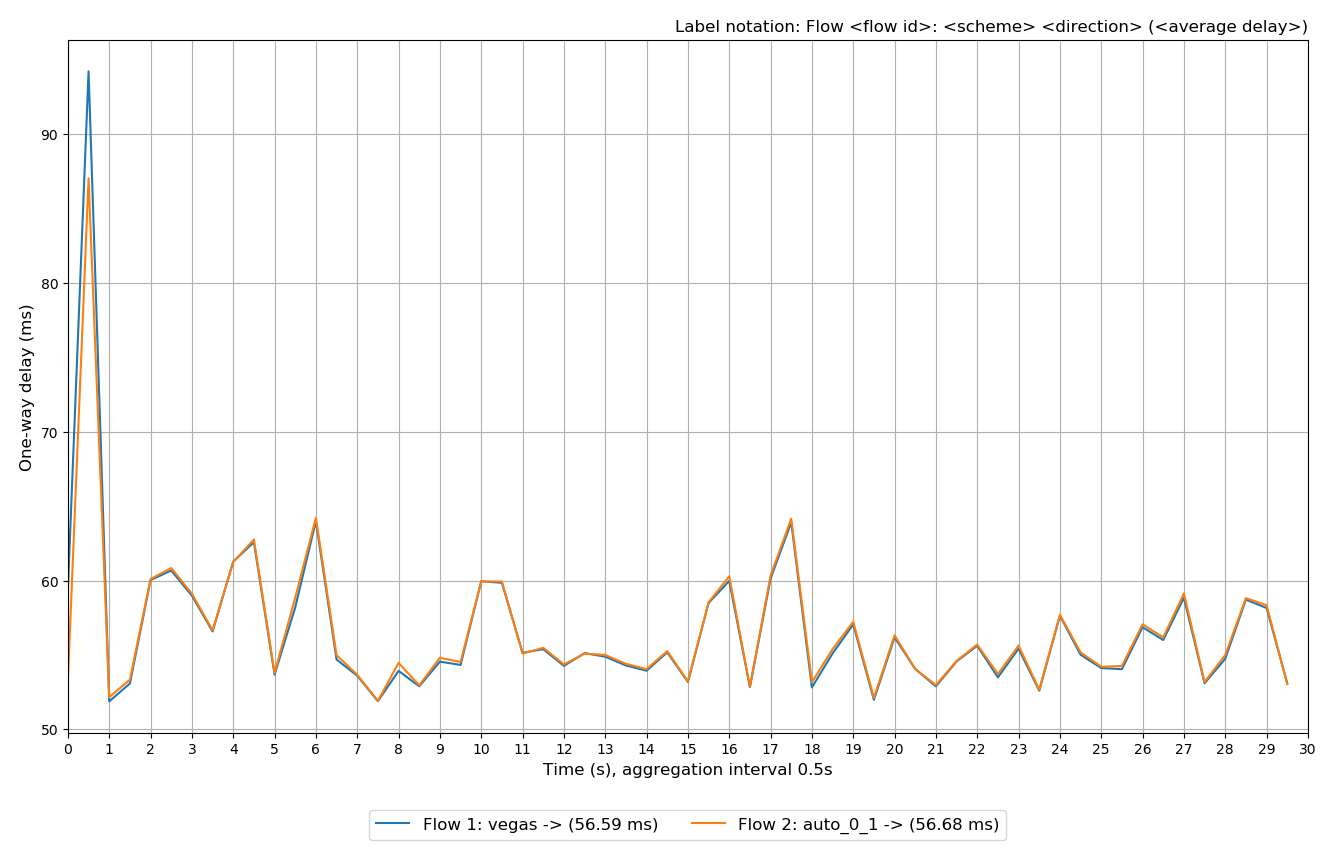 Label notation: Flow <flow id>: <scheme> <direction> (<average delay>)
One-way delay (ms)
90
80
70
60
50
0 1 2 3 4 5 6 7 8 9 10 11 12 13 14 15 16 17 18 19 20 21 22 23 24 25 26 27 28 29 30
Time (s), aggregation interval 0.5s
Flow 1: vegas -> (56.59 ms) Flow 2: auto_0_1 -> (56.68 ms)